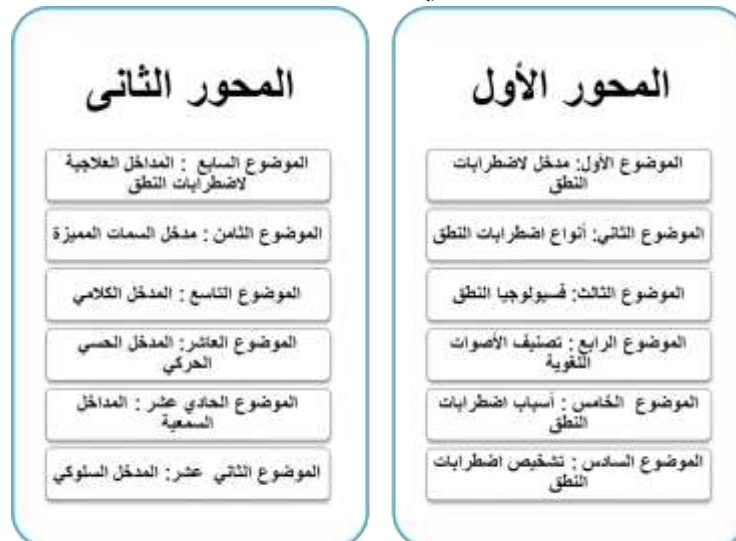 المحور الأول
الموضوع الأول: مدخل لاضطرابات
النطق
الموضوع الثاني: أنواع اضطرابات النطق
الموضوع الثالث: فسيولوجيا النطق
الموضوع الرابع : تصنيف الأصوات
اللغوية
الموضوع الخامس : أسباب اضطرابات
النطق
الموضوع السادس : تشخيص اضطرابات
النطق
المحور الثانى
الموضوع السابع : المداخل العلاجية
لاضطرابات النطق
الموضوع الثامن : مدخل السمات المميزة
الموضوع التاسع : المدخل الكلامي
الموضوع العاشر: المدخل الحسي
الحركي
الموضوع الحادي عشر : المداخل
السمعية
الموضوع الثاني عشر: المدخل السلوكي